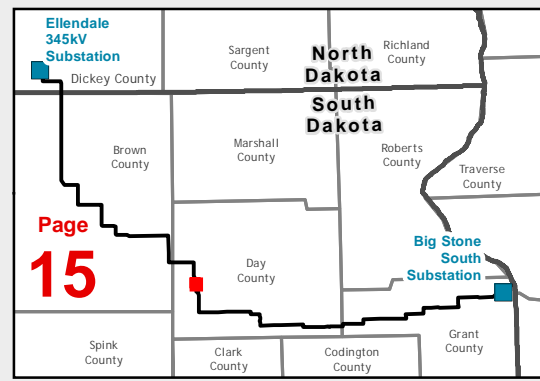 Ellendale
345kV
Substation
Dickey County
Sargent
County
Richland
County
North
Dakota
South
Dakota
Brown
County
Marshall
County
Roberts
County
Traverse
County
Page
15
Day
County
Big Stone
South
Substation
Grant
County
Spink
County
Clark
County
Codington
County